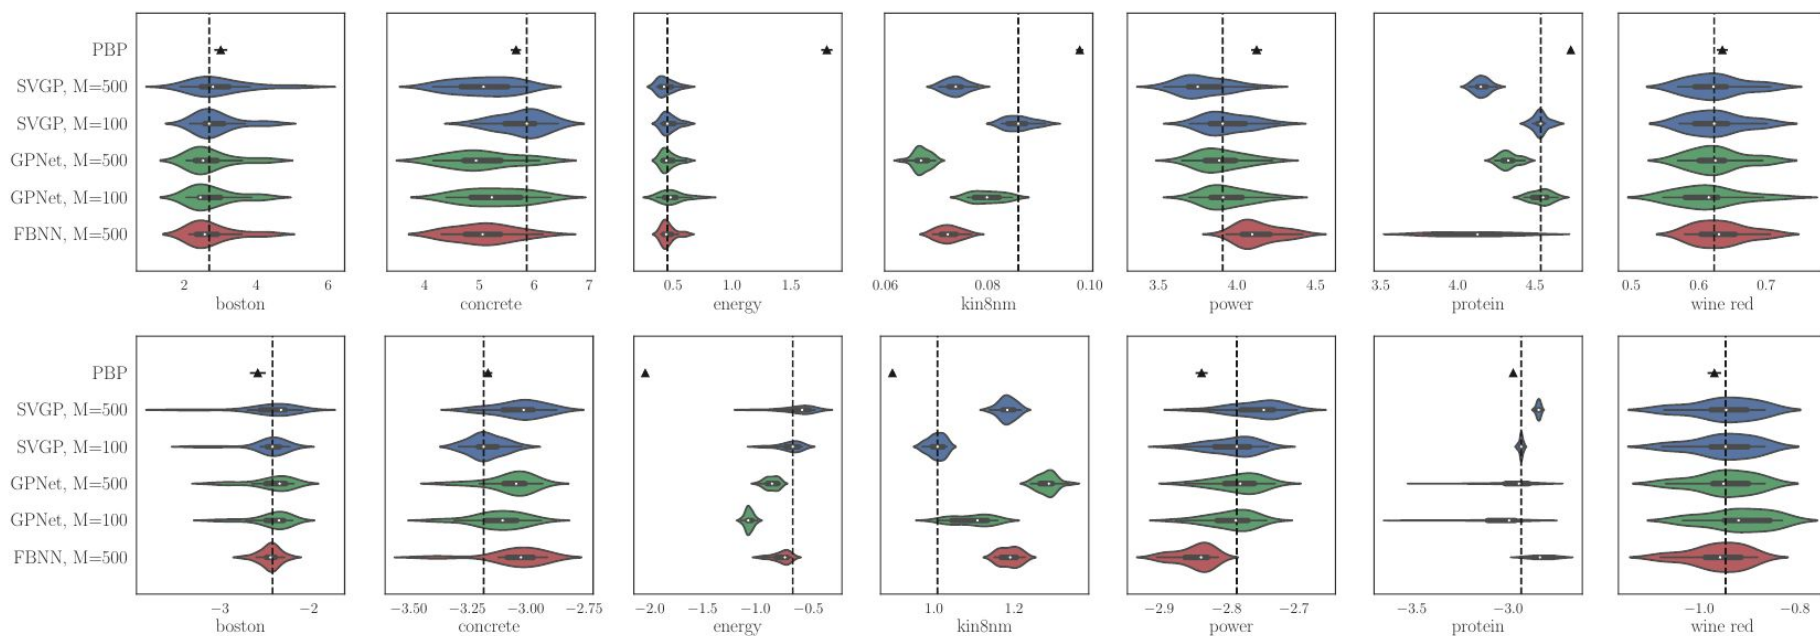 PBP
SVGP, M=500
SVGP, M=100
GPNet, M=500
GPNet, M=100
FBNN, M=500
2 4 6
boston
4 5 6 7
concrete
0.5 1.0 1.5
energy
0.06 0.08 0.10
kin8nm
3.5 4.0 4.5
power
3.5 4.5
protein
0.5 0.6 0.7
wine red
PBP
SVGP, M=500
SVGP, M=100
GPNet, M=500
GPNet, M=100
FBNN, M=500
−3 −2
boston
−3.50 −3.25 −3.00 −2.75
concrete
−2.0 −1.5 −1.0 −0.5
energy
1.0 1.2
kin8nm
−2.9 −2.8 −2.7
power
−3.5 −3.0
protein
−1.0 −0.8
wine red